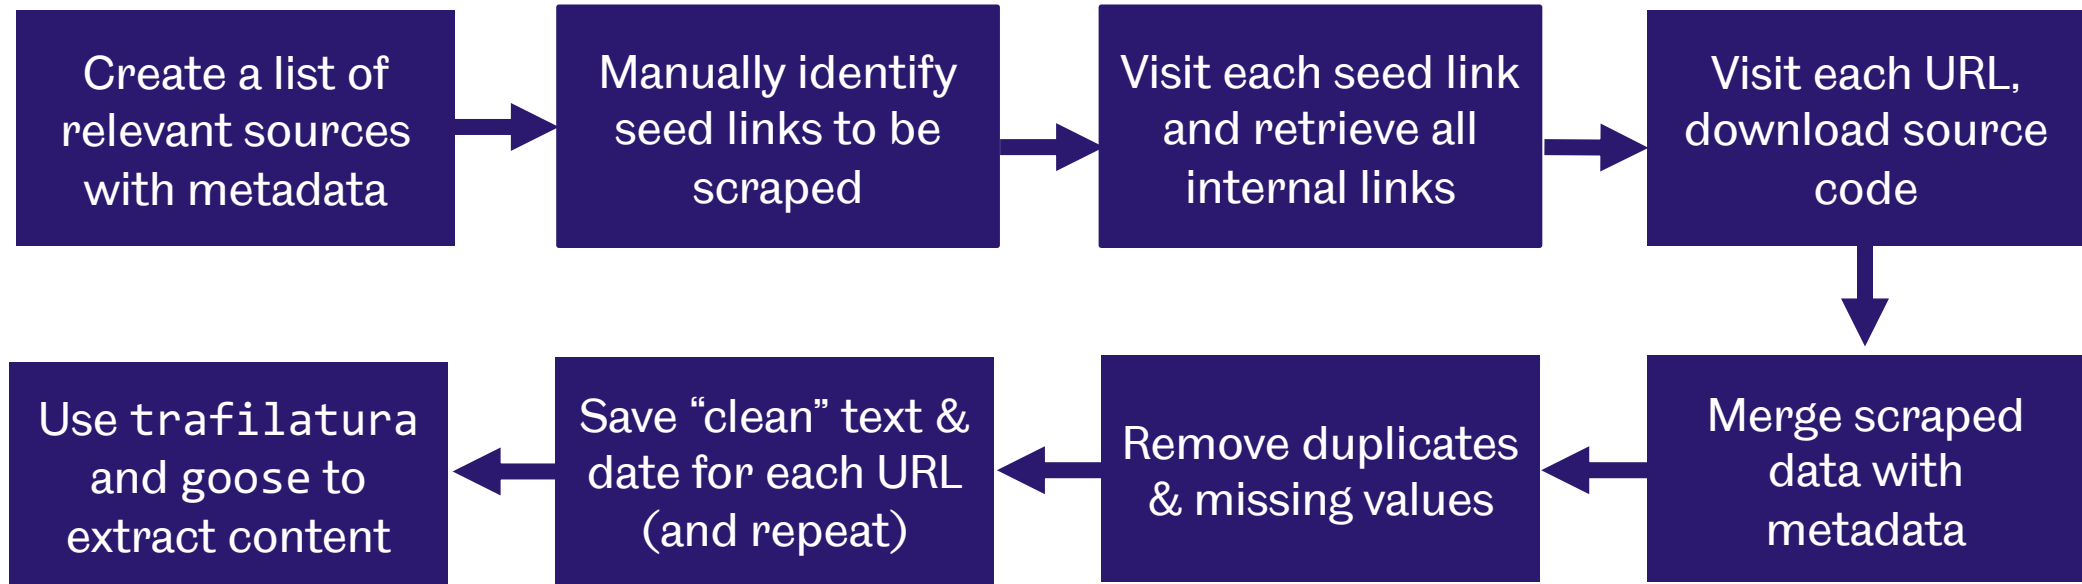 Create a list of
relevant sources
with metadata
Manually identify
seed links to be
scraped
Visit each seed link
and retrieve all
internal links
Visit each URL,
download source
code
Merge scraped
data with
metadata
Remove duplicates
& missing values
Save “clean” text &
date for each URL
(and repeat)
Use trafilatura
and goose to
extract content